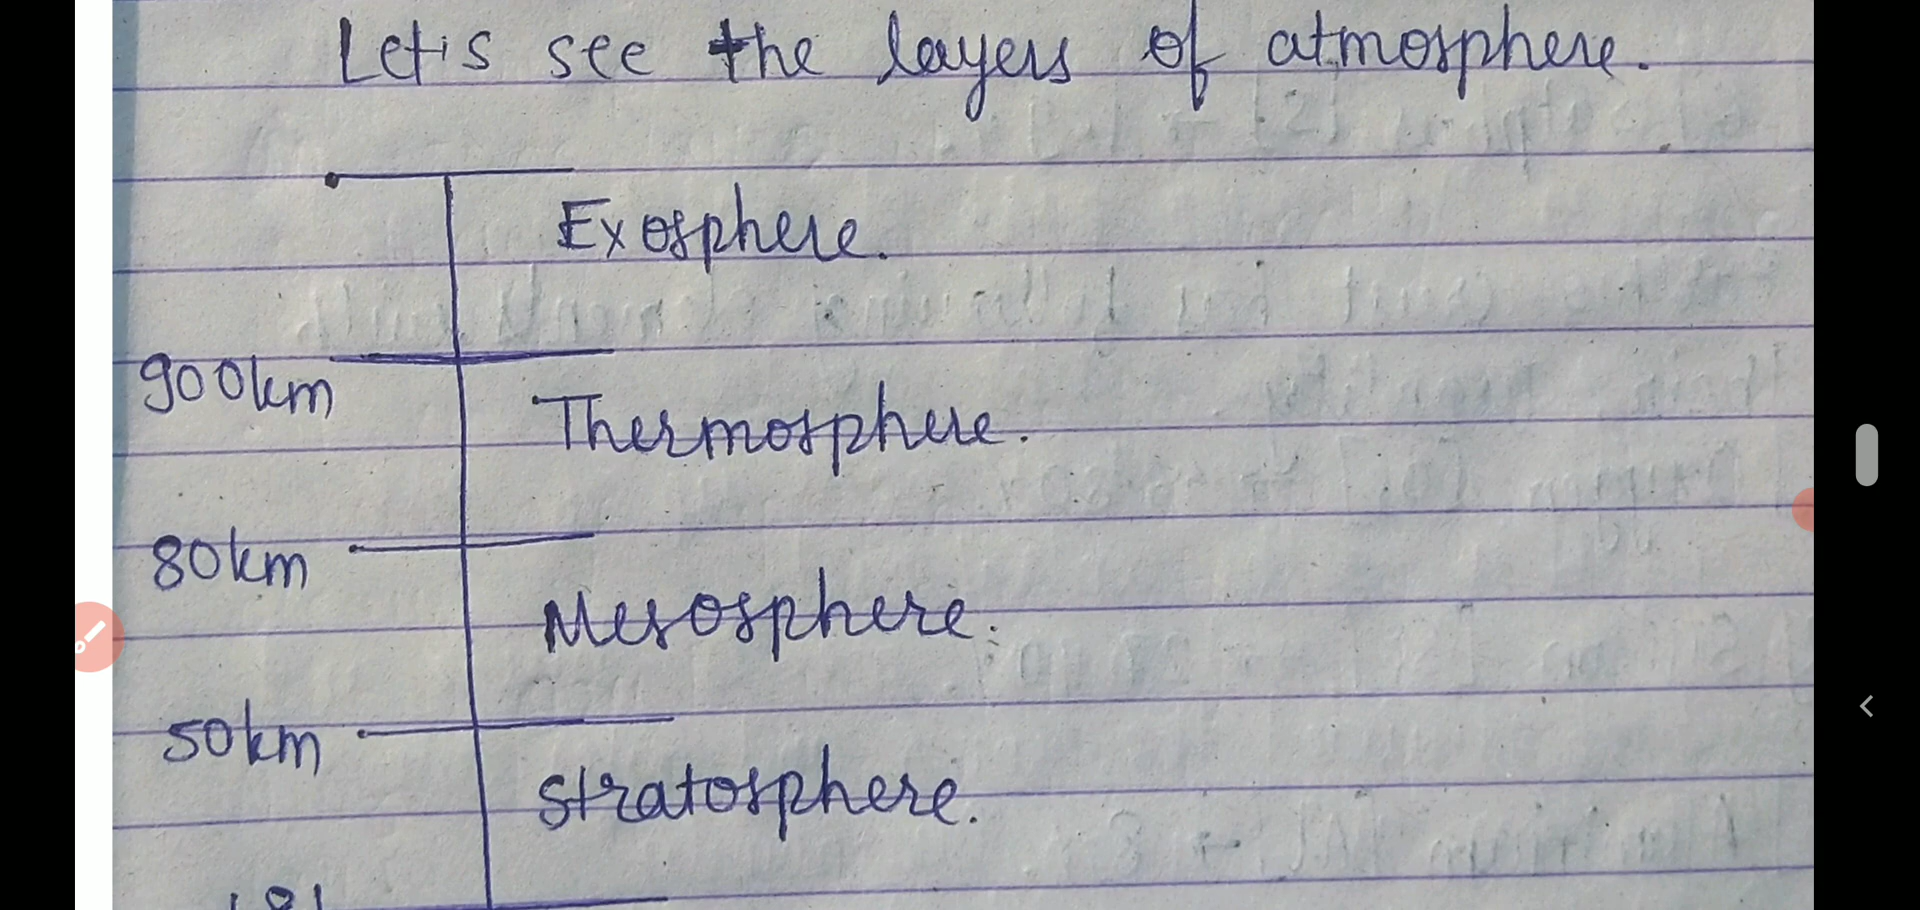 Let's see the layers of atmosphere.
Exosphere.
900km
Thermosphere.
80km
Mesosphere.
50km
stratosphere.